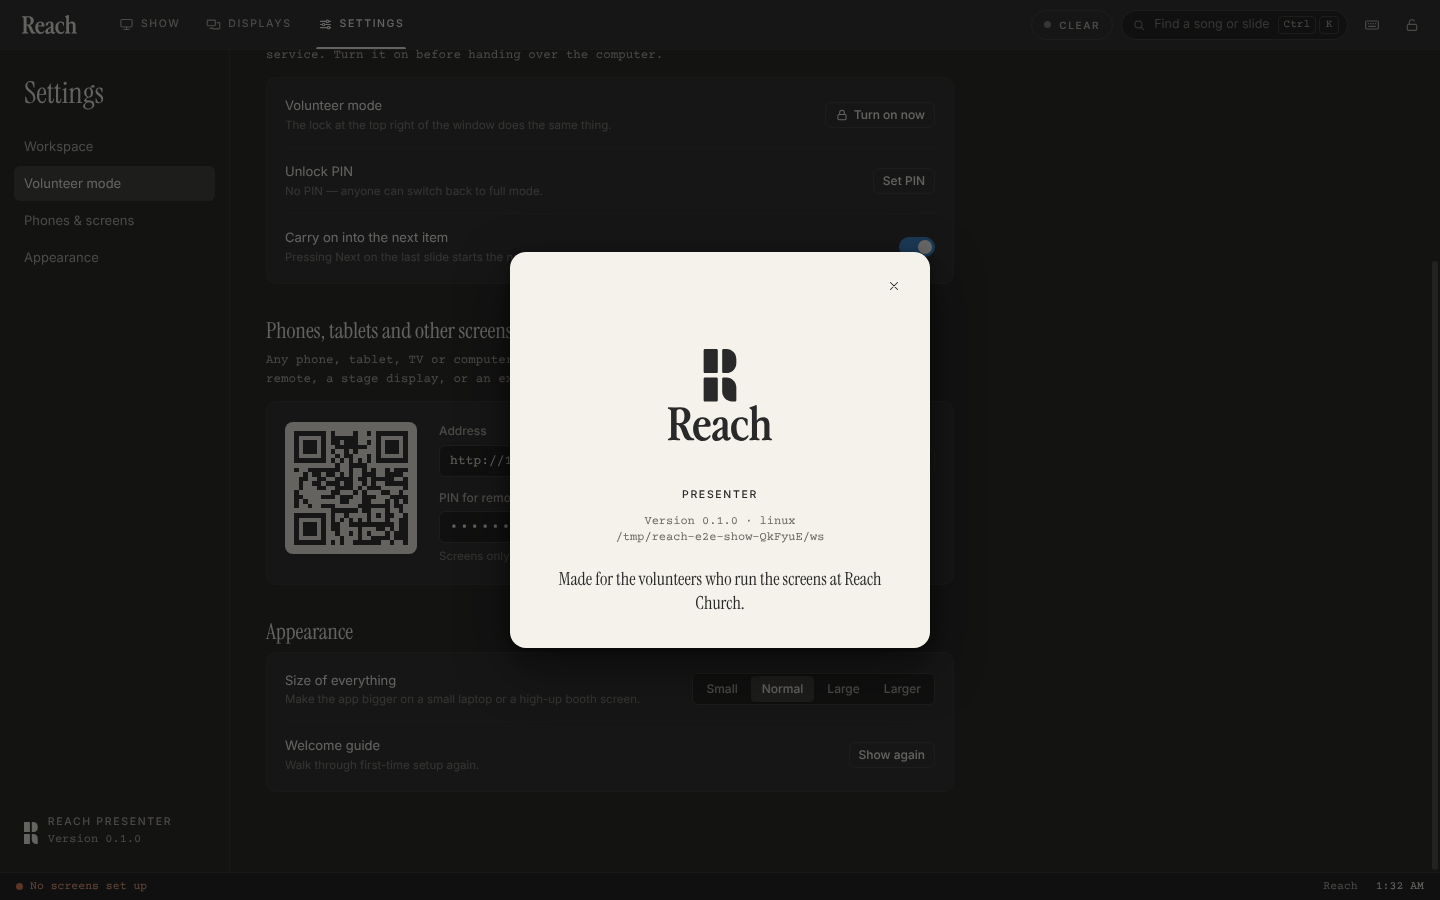 Reach
SHOW
DISPLAYS
SETTINGS
CLEAR
Find a song or slide
Ctrl
K
service. Turn it on before handing over the computer.
Settings
Workspace
Volunteer mode
Phones & screens
Appearance
Volunteer mode
The lock at the top right of the window does the same thing.
Turn on now
Unlock PIN
No PIN — anyone can switch back to full mode.
Set PIN
Carry on into the next item
Pressing Next on the last slide starts the
Phones, tablets and other screens
Any phone, tablet, TV or computer
remote, a stage display, or an
Address
http://
PIN for remo
••••••
Screens only
Reach
PRESENTER
Version 0.1.0 · linux
/tmp/reach-e2e-show-QkFyuE/ws
Made for the volunteers who run the screens at Reach
Church.
Appearance
Size of everything
Make the app bigger on a small laptop or a high-up booth screen.
Small
Normal
Large
Larger
Welcome guide
Walk through first-time setup again.
Show again
REACH PRESENTER
Version 0.1.0
No screens set up
Reach
1:32 AM